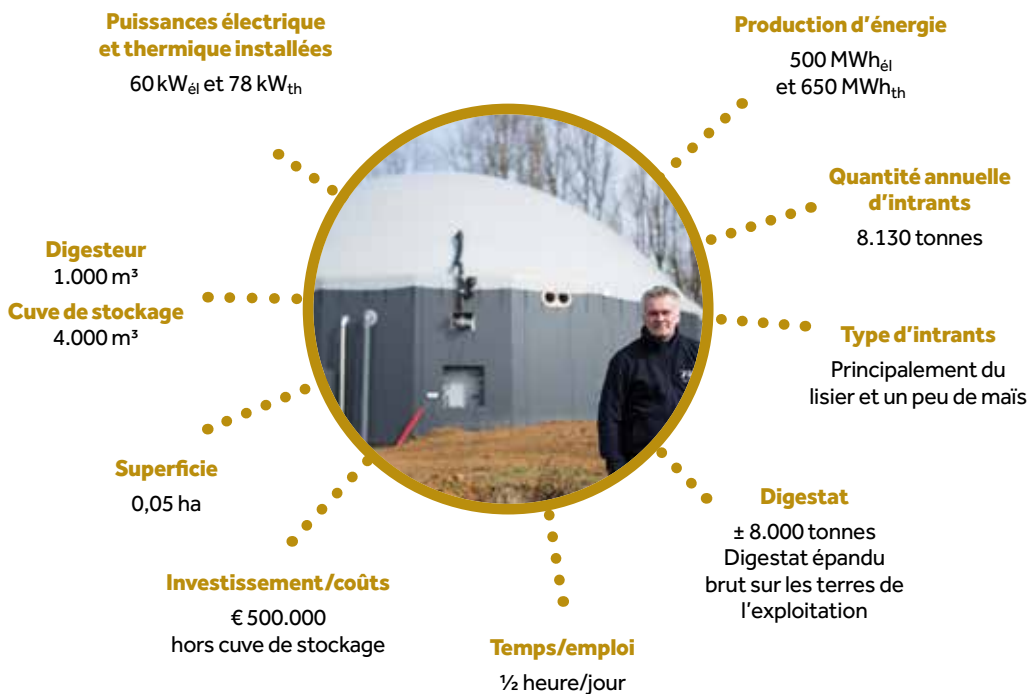 Puissances électrique
et thermique installées
60 kWél et 78 kWth
Production d’énergie
500 MWhél
et 650 MWhth
Quantité annuelle
d’intrants
8.130 tonnes
Digesteur
1.000 m³
Cuve de stockage
4.000 m³
Type d’intrants
Principalement du
lisier et un peu de maïs
Superficie
0,05 ha
Digestat
± 8.000 tonnes
Digestat épandu
brut sur les terres de
l’exploitation
Investissement/coûts
€ 500.000
hors cuve de stockage
Temps/emploi
½ heure/jour